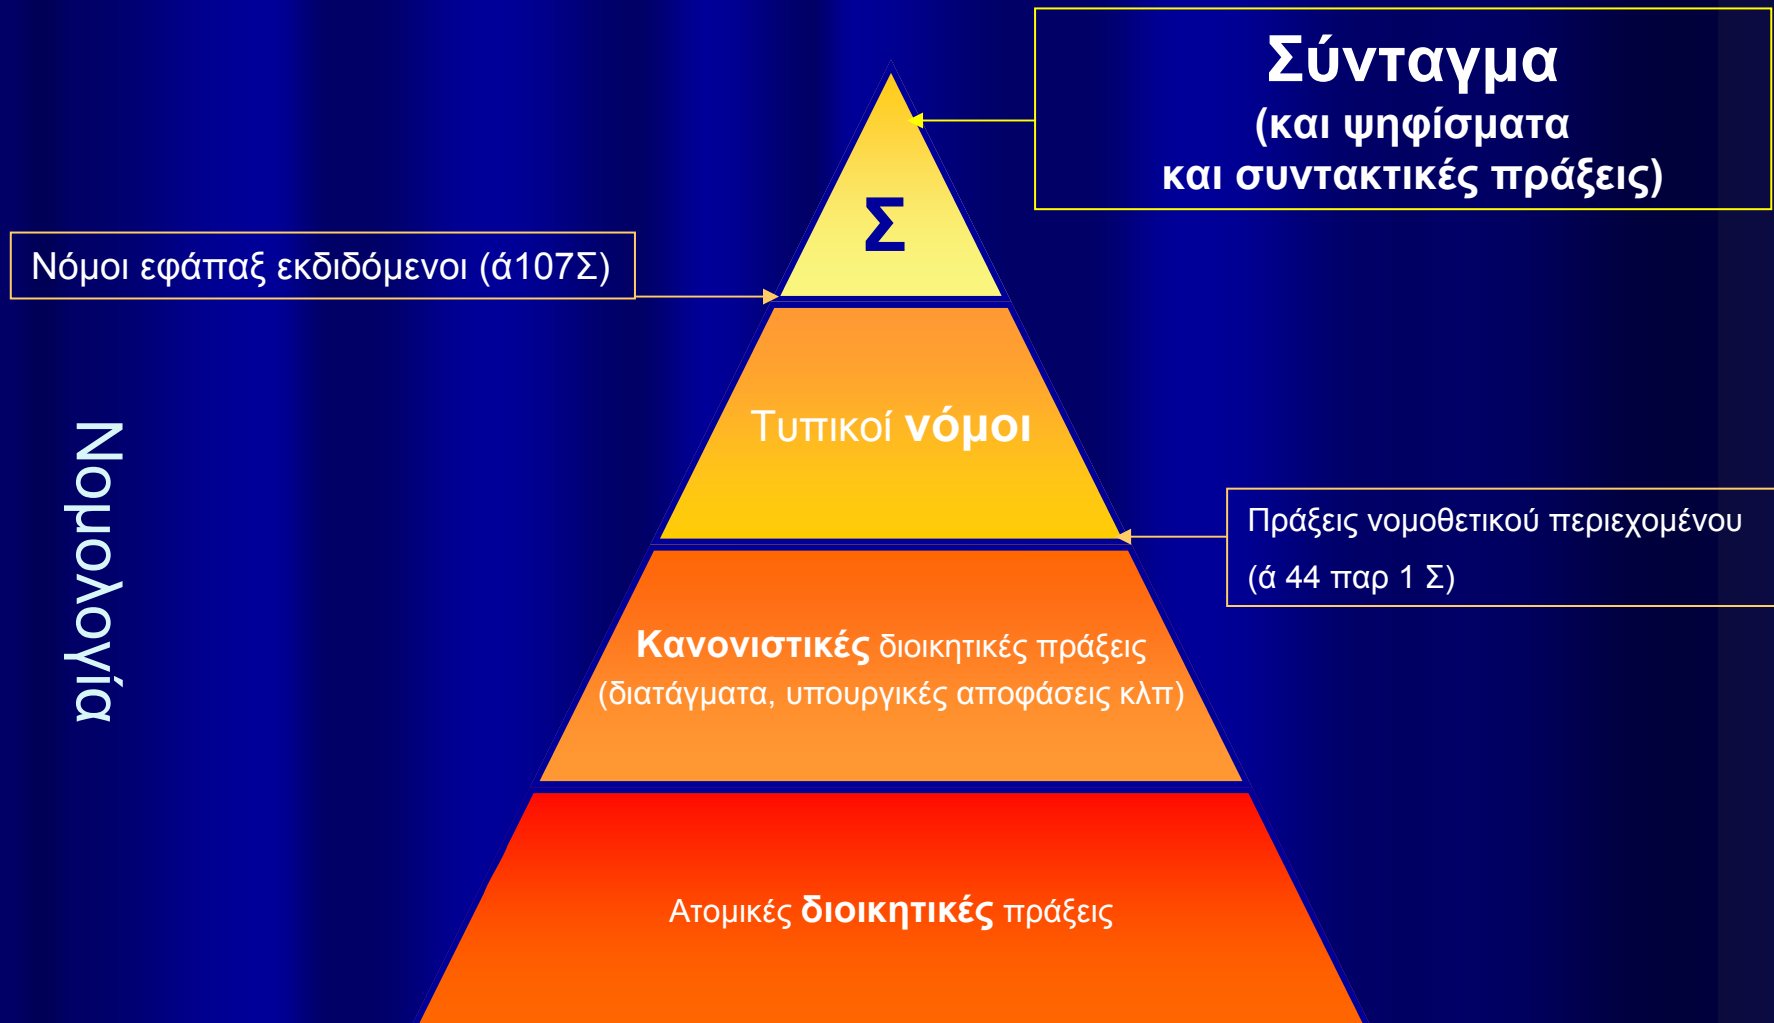 Σύνταγμα
(και ψηφίσματα
και συντακτικές πράξεις)
Σ
Νόμοι εφάπαξ εκδιδόμενοι (ά107Σ)
Τυπικοί νόμοι
Νομολογία
Πράξεις νομοθετικού περιεχομένου
(ά 44 παρ 1 Σ)
Κανονιστικές διοικητικές πράξεις
(διατάγματα, υπουργικές αποφάσεις κλπ)
Ατομικές διοικητικές πράξεις